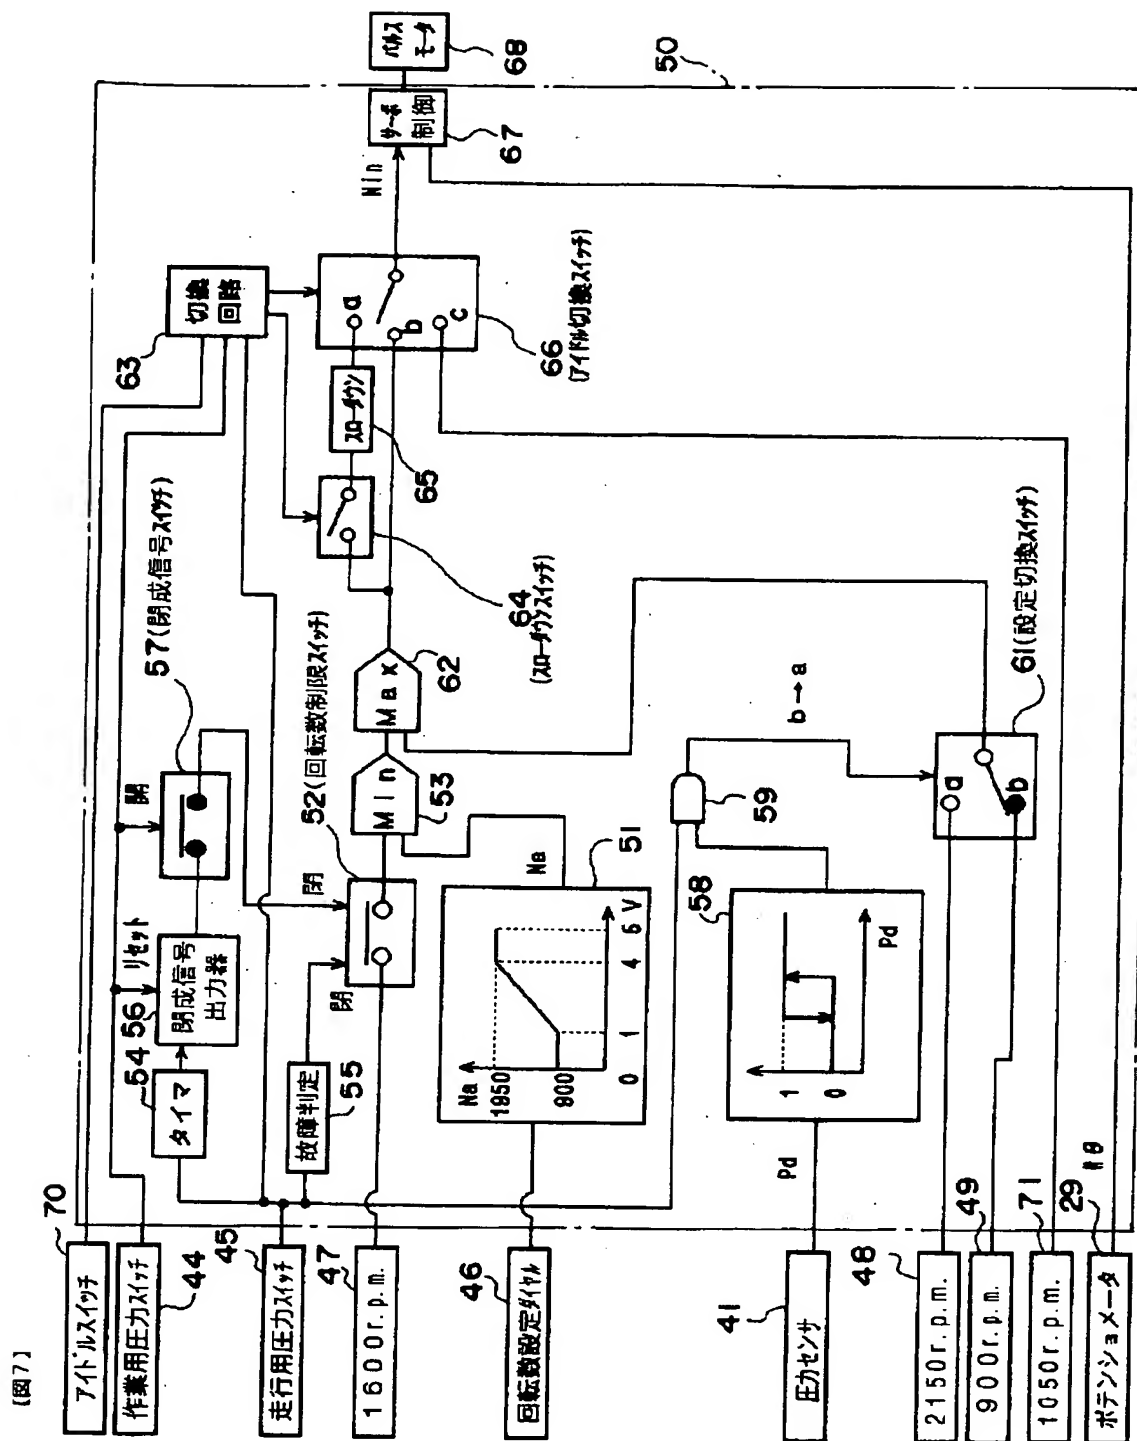 【図7】
アイドルスイッチ
70
作業用圧力スイッチ
44
走行用圧力スイッチ
45
1600r.p.m.
47
回転数設定ダイヤル
46
圧力センサ
41
2150r.p.m.
48
900r.p.m.
49
1050r.p.m.
71
ポテンショメータ
29
タイマ
54
閉成信号
出力器
56
リセット
開
57(閉成信号スイッチ)
故障判定
55
閉
閉
52(回転数制限スイッチ)
Min
53
Max
62
Na
1950
900
0
1
4
5 V
Na
51
Pd
1
0
Pd
58
59
b→a
a
b
61(設定切換スイッチ)
切換
回路
63
64
(スローダウンスイッチ)
スローダウン
65
a
b
c
66
(アイドル切換スイッチ)
Nin
サーボ
制御
67
パルス
モータ
68
50